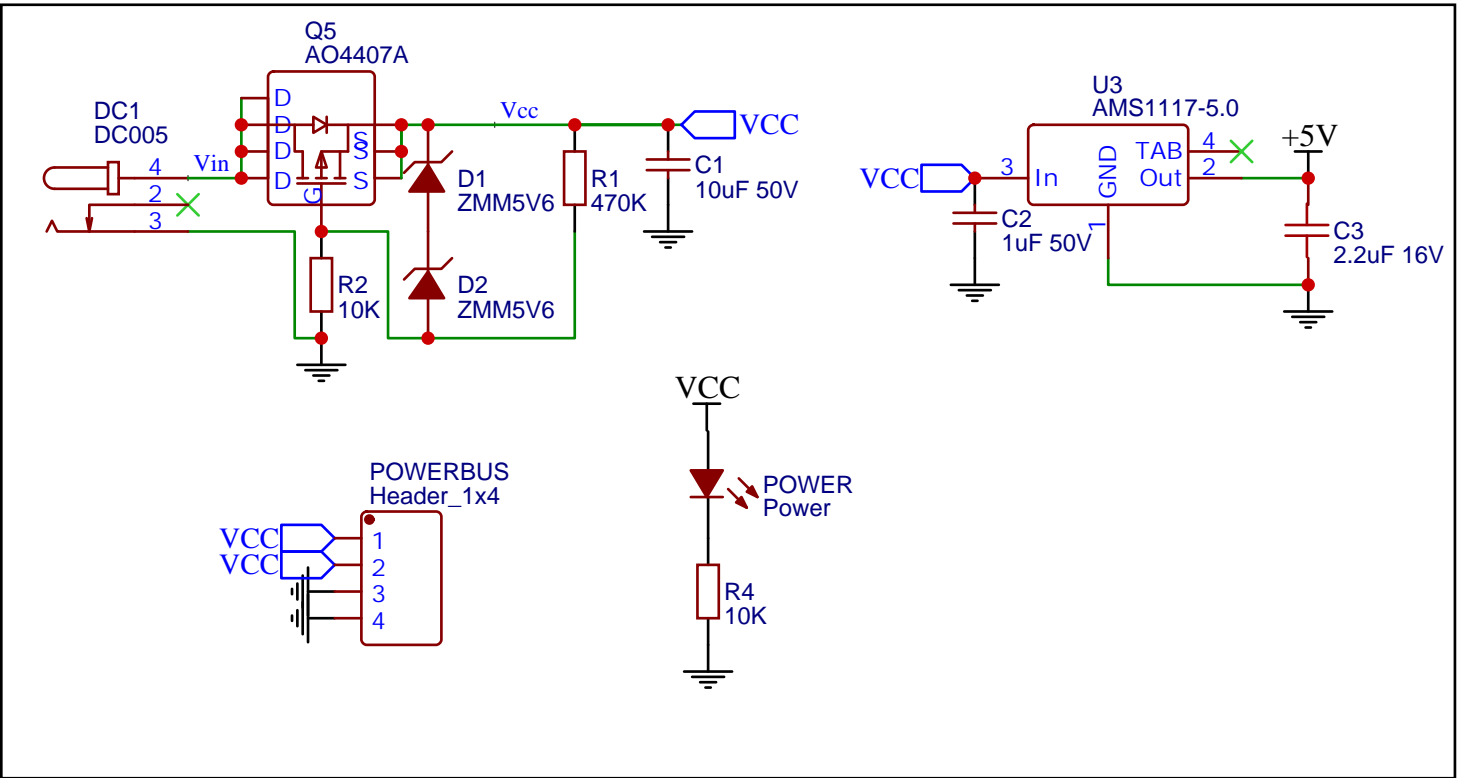 Q5
AO4407A
DC1
DC005
4
2
3
Vin
D
D
D
D
G
S
S
S
Vcc
VCC
D1
ZMM5V6
D2
ZMM5V6
R1
470K
R2
10K
C1
10uF 50V
U3
AMS1117-5.0
VCC
3
In
GND
1
TAB
Out
4
2
+5V
C2
1uF 50V
C3
2.2uF 16V
VCC
POWER
Power
R4
10K
POWERBUS
Header_1x4
VCC
VCC
1
2
3
4